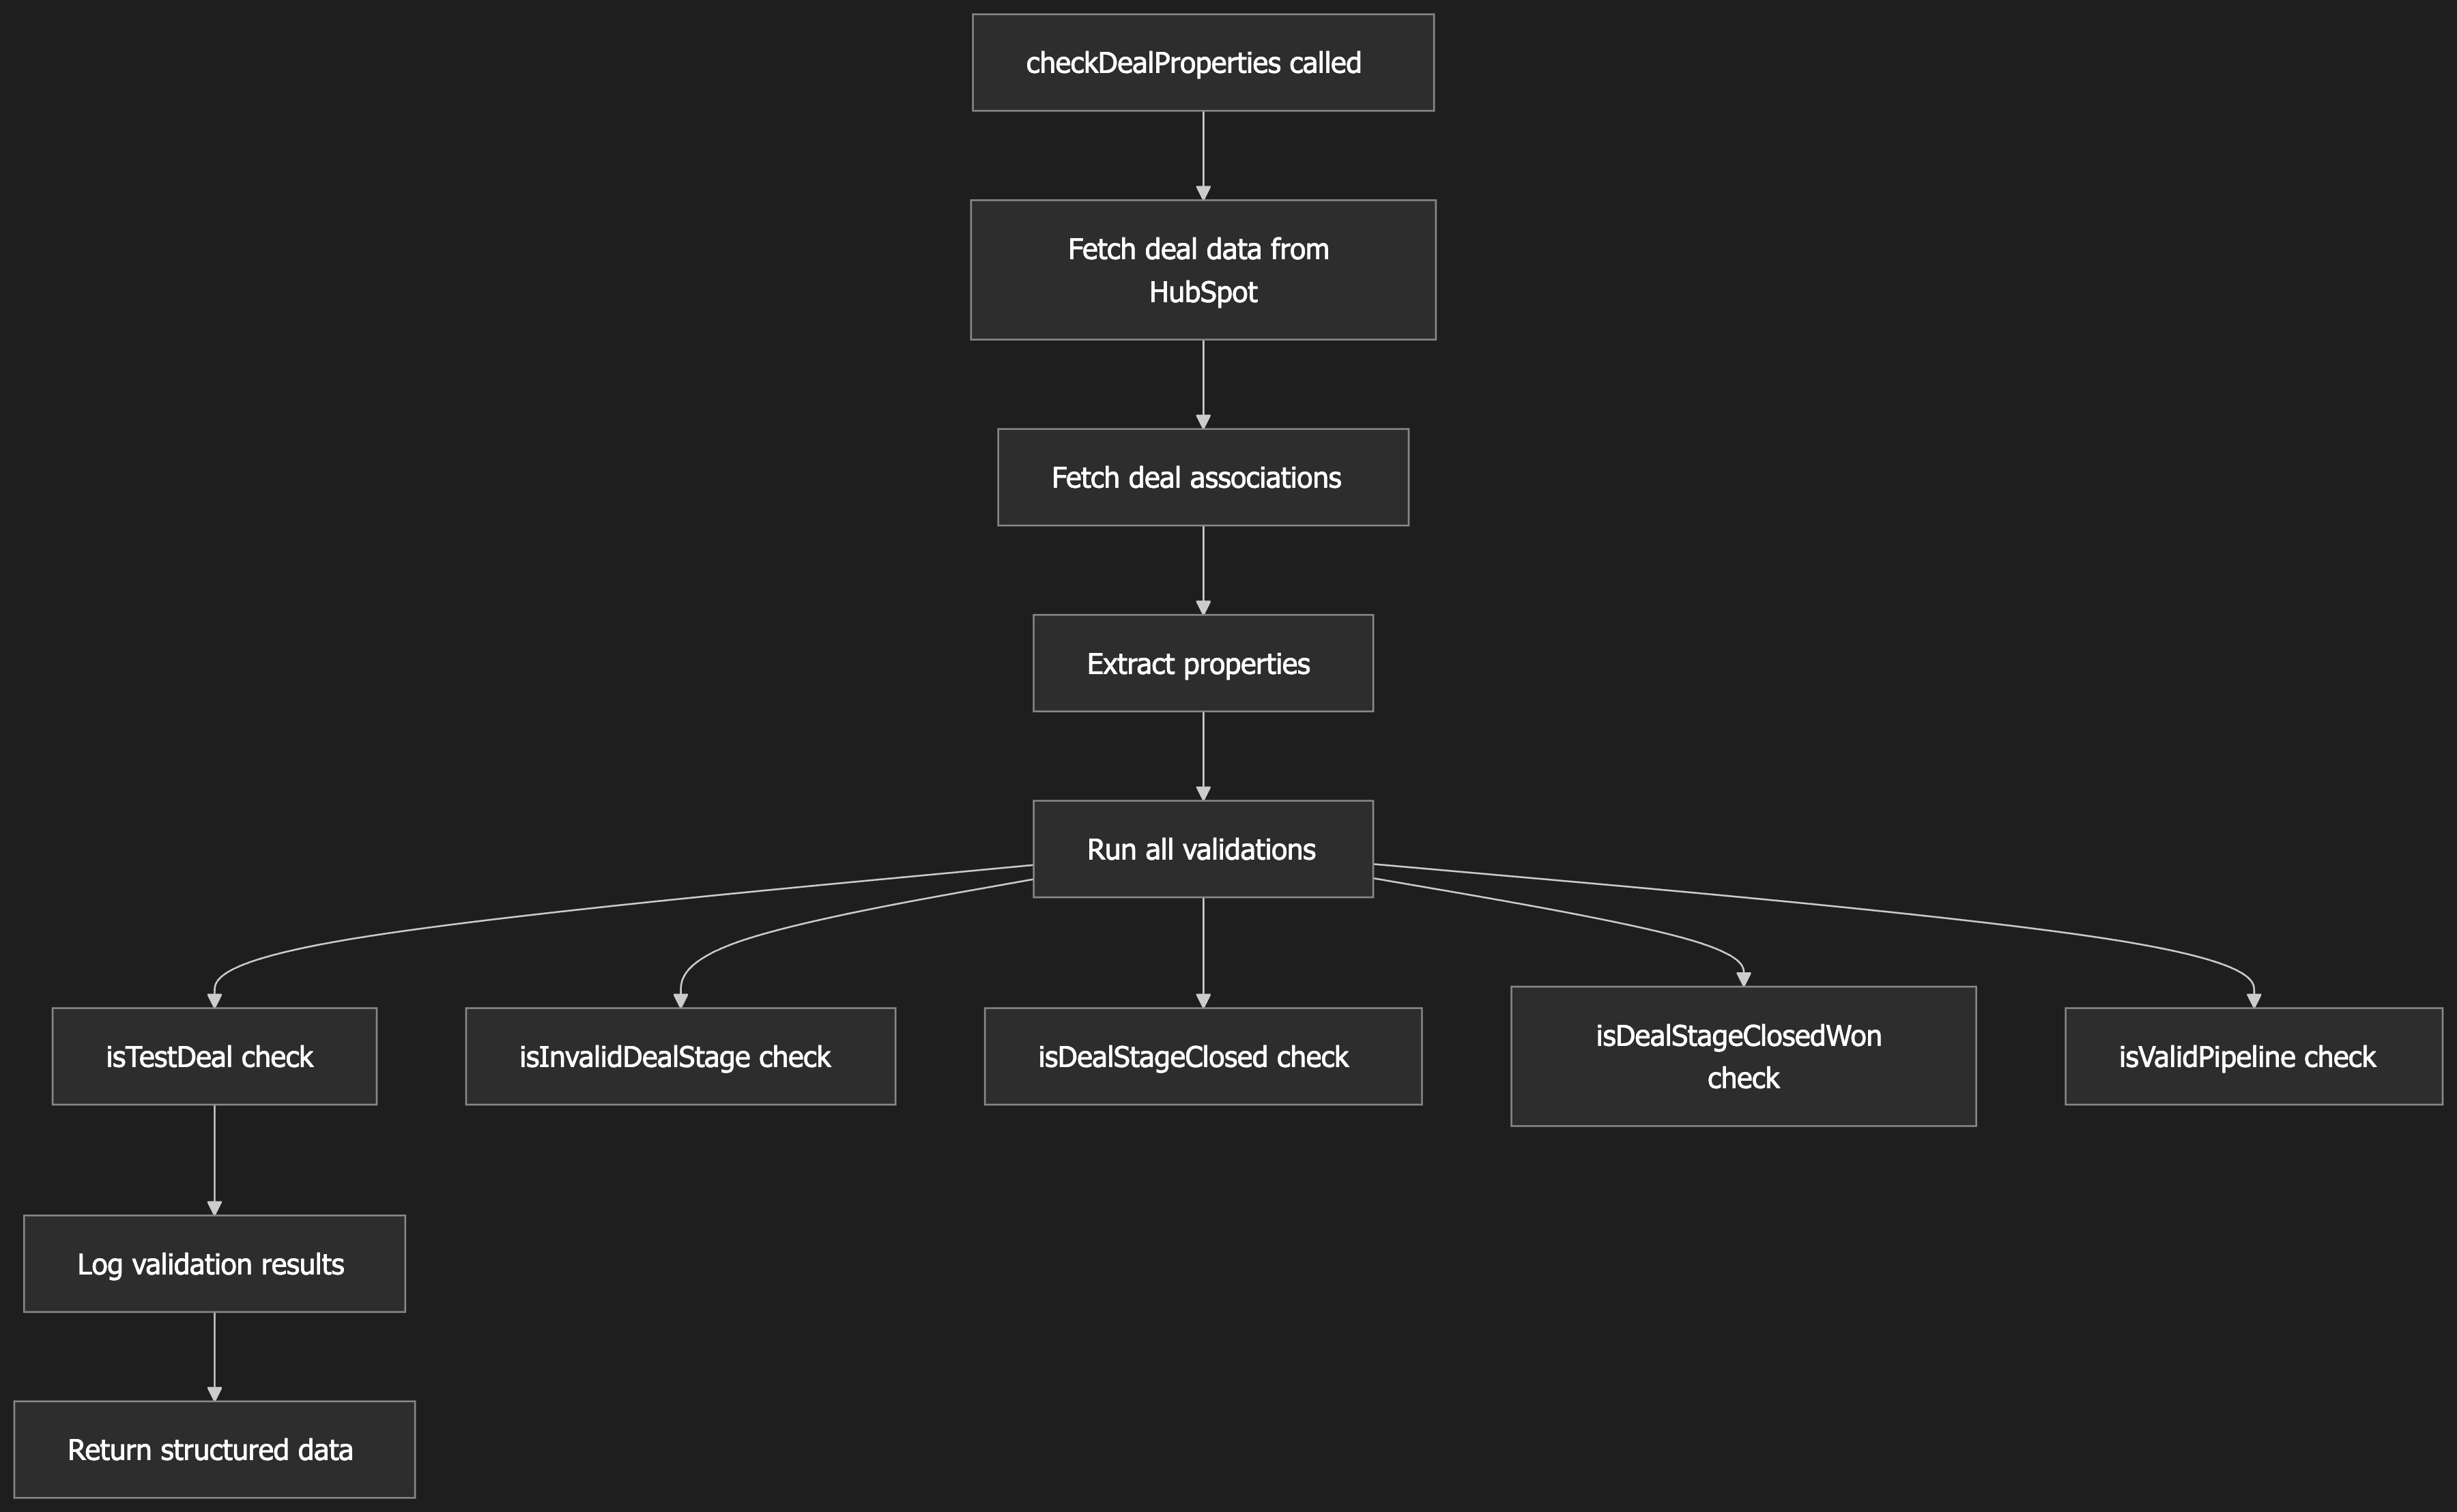 checkDealProperties called
Fetch deal data from
HubSpot
Fetch deal associations
Extract properties
Run all validations
isTestDeal check
isInvalidDealStage check
isDealStageClosed check
isDealStageClosedWon
check
isValidPipeline check
Log validation results
Return structured data